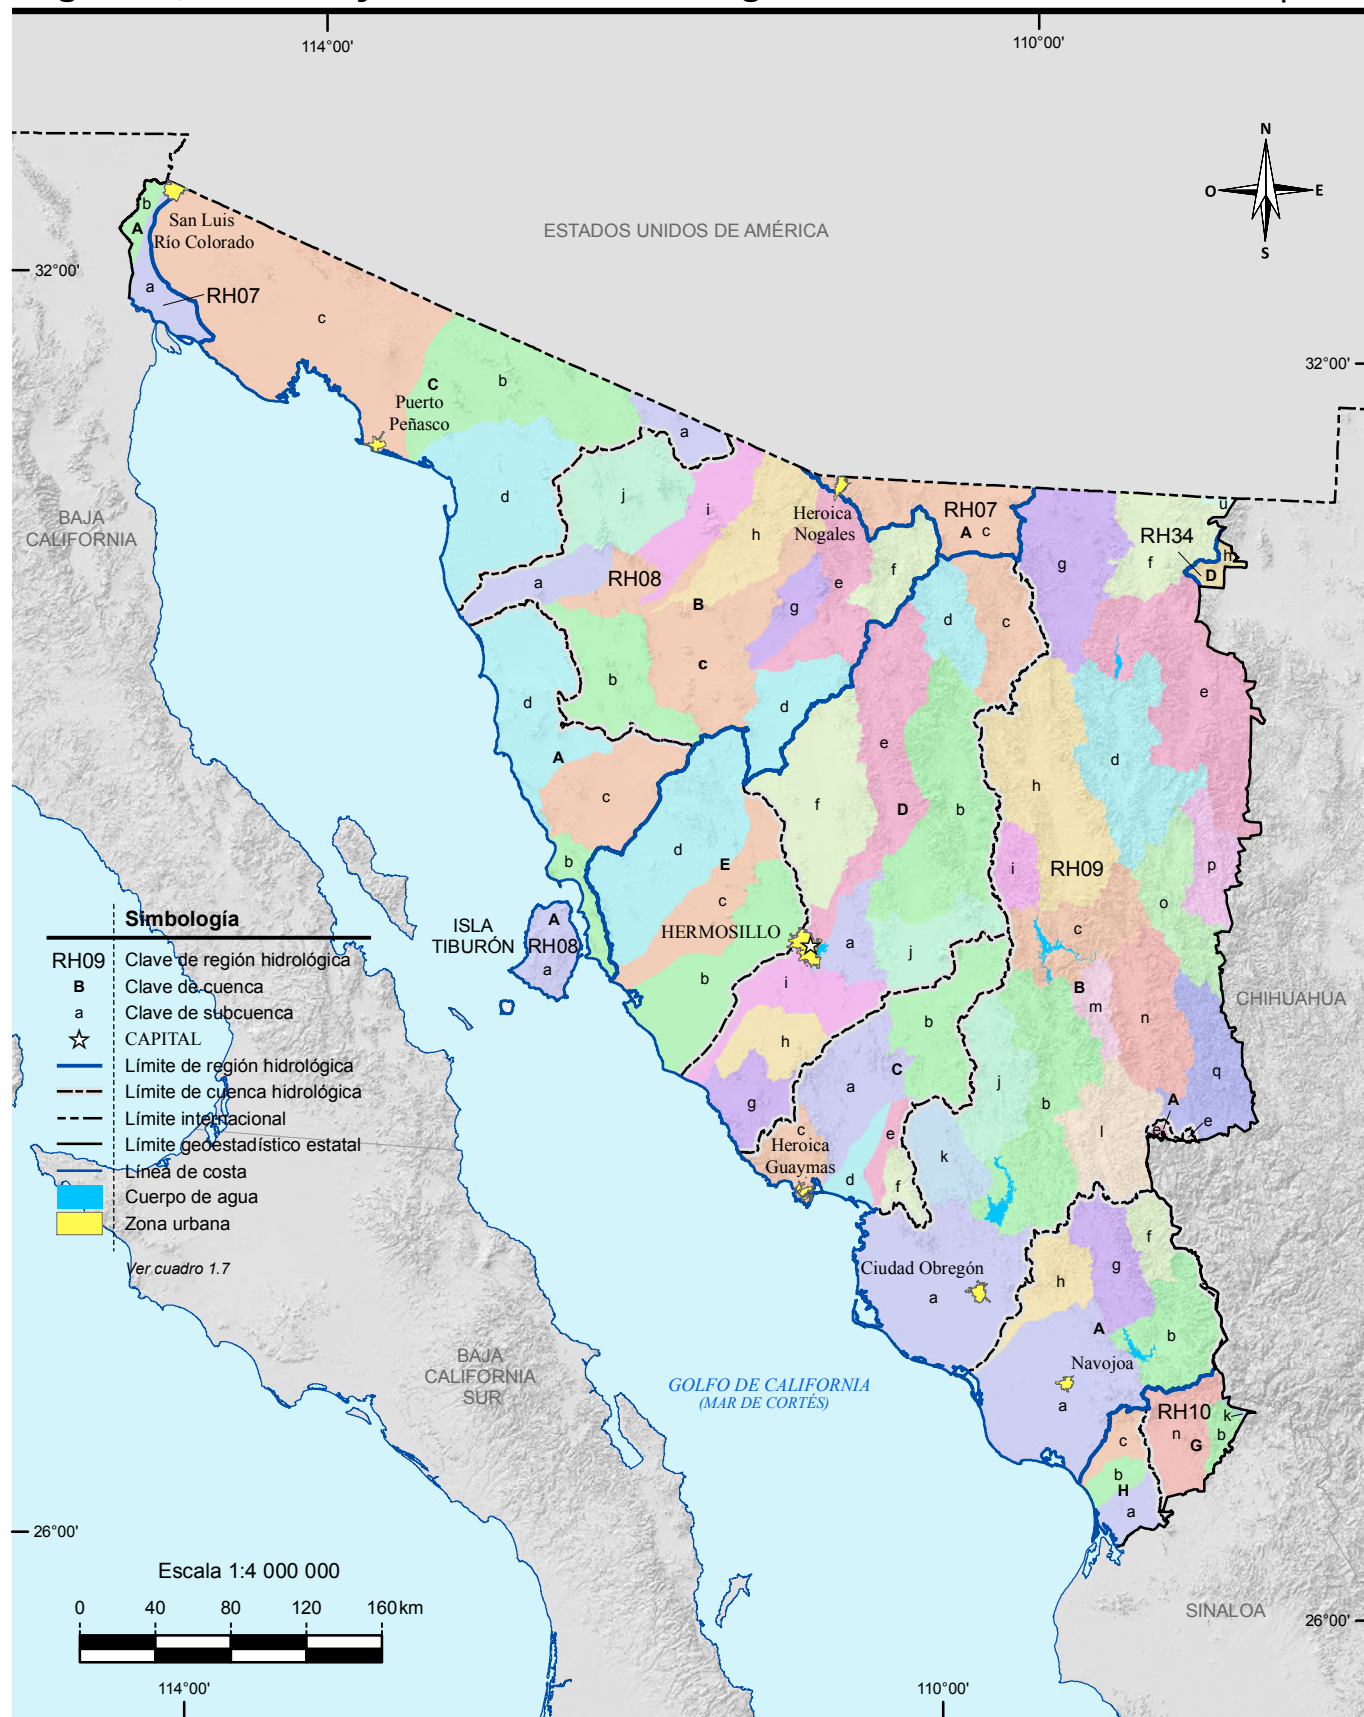 114°00'
110°00'
N
O
E
S
ESTADOS UNIDOS DE AMÉRICA
b
A
San Luis
Río Colorado
32°00'
a
RH07
c
32°00'
C
b
Puerto
Peñasco
a
d
j
i
h
Heroica
Nogales
RH07
A
c
u
RH34
g
f
h
D
BAJA
CALIFORNIA
a
RH08
B
e
f
g
d
c
b
c
d
e
d
A
c
e
D
b
h
d
f
d
E
c
i
RH09
p
o
b
A
RH08
a
ISLA
TIBURÓN
HERMOSILLO
a
j
c
b
i
B
m
n
CHIHUAHUA
b
h
C
a
j
b
q
g
c
e
l
A
e
e
Heroica
Guaymas
d
f
k
Simbología
RH09 Clave de región hidrológica
B Clave de cuenca
a Clave de subcuenca
CAPITAL
Límite de región hidrológica
Límite de cuenca hidrológica
Límite internacional
Límite geoestadístico estatal
Línea de costa
Cuerpo de agua
Zona urbana
Ver cuadro 1.7
f
g
h
Ciudad Obregón
a
A
b
Navojoa
BAJA
CALIFORNIA
SUR
GOLFO DE CALIFORNIA
(MAR DE CORTÉS)
a
RH10
k
n
G
b
c
b
H
a
26°00'
Escala 1:4 000 000
0 40 80 120 160 km
SINALOA
26°00'
114°00'
110°00'